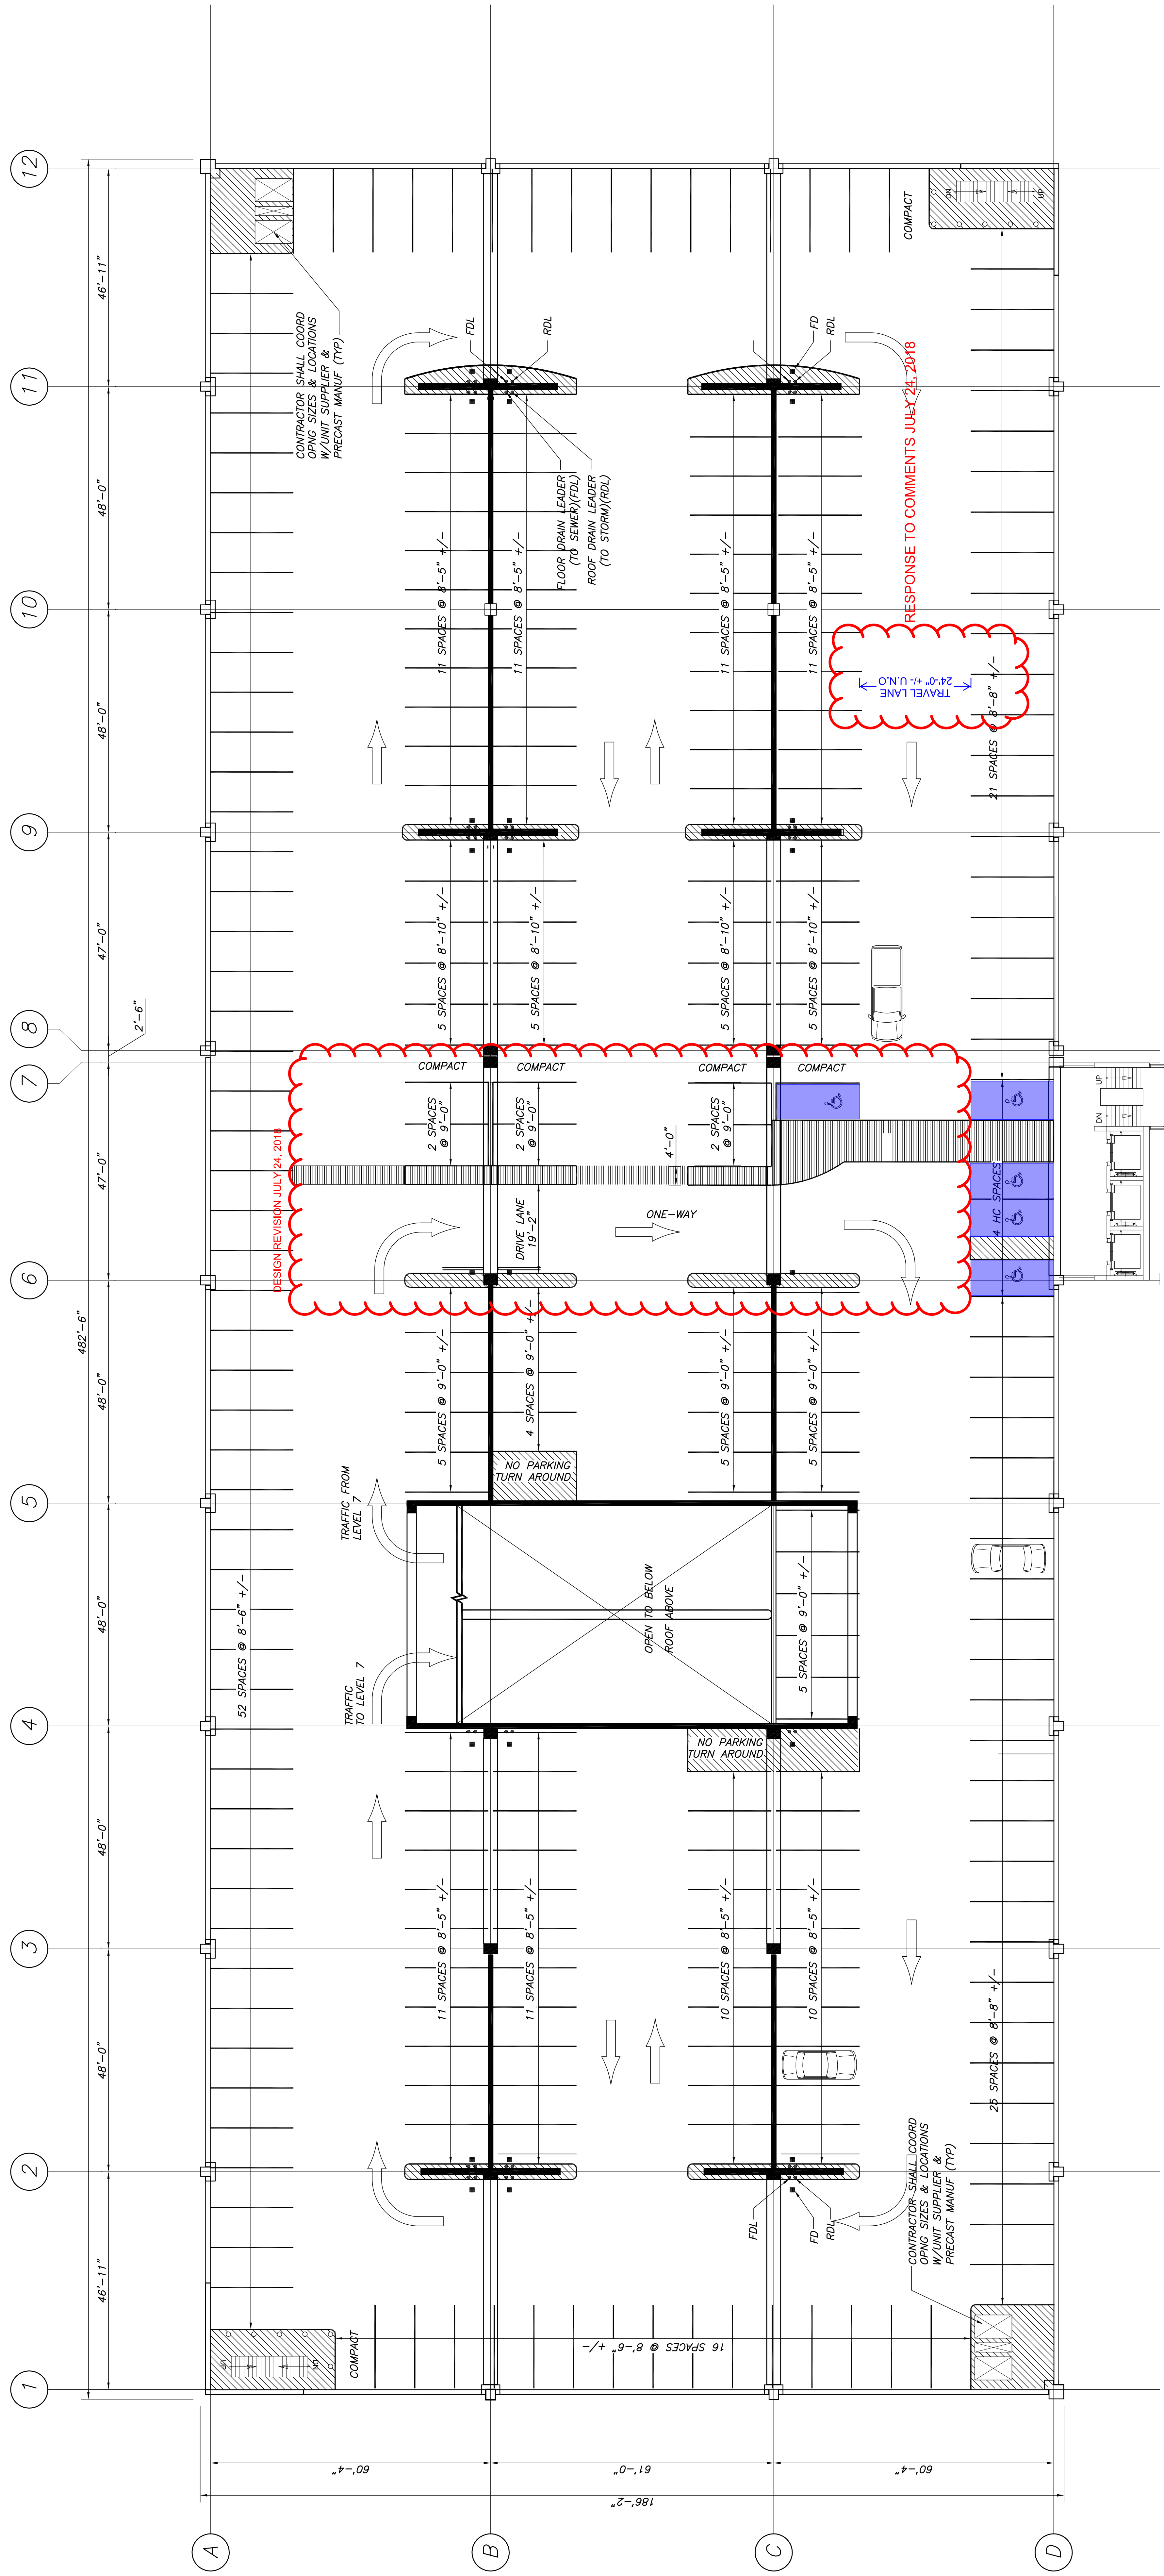 12
11
10
9
8
7
6
5
4
3
2
1
A
B
C
D
482'-6"
46'-11"
48'-0"
48'-0"
47'-0"
2'-6"
47'-0"
48'-0"
48'-0"
48'-0"
48'-0"
46'-11"
186'-2"
60'-4"
61'-0"
60'-4"
CONTRACTOR SHALL COORD
OPNG SIZES & LOCATIONS
W/UNIT SUPPLIER &
PRECAST MANUF (TYP)
COMPACT
DN
UP
FDL
RDL
FD
RDL
FLOOR DRAIN LEADER
(TO SEWER)(FDL)
ROOF DRAIN LEADER
(TO STORM)(RDL)
11 SPACES @ 8'-5" +/-
11 SPACES @ 8'-5" +/-
11 SPACES @ 8'-5" +/-
11 SPACES @ 8'-5" +/-
RESPONSE TO COMMENTS JULY 24, 2018
TRAVEL LANE
24'-0" +/- U.N.O
21 SPACES @ 8'-8" +/-
5 SPACES @ 8'-10" +/-
5 SPACES @ 8'-10" +/-
5 SPACES @ 8'-10" +/-
5 SPACES @ 8'-10" +/-
DESIGN REVISION JULY 24, 2018
COMPACT
COMPACT
COMPACT
COMPACT
2 SPACES
@ 9'-0"
2 SPACES
@ 9'-0"
2 SPACES
@ 9'-0"
4'-0"
DRIVE LANE
19'-2"
ONE-WAY
4 HC SPACES
UP
DN
5 SPACES @ 9'-0" +/-
4 SPACES @ 9'-0" +/-
5 SPACES @ 9'-0" +/-
5 SPACES @ 9'-0" +/-
NO PARKING
TURN AROUND
TRAFFIC FROM
LEVEL 7
TRAFFIC
TO LEVEL 7
52 SPACES @ 8'-6" +/-
OPEN TO BELOW
ROOF ABOVE
5 SPACES @ 9'-0" +/-
NO PARKING
TURN AROUND
11 SPACES @ 8'-5" +/-
11 SPACES @ 8'-5" +/-
10 SPACES @ 8'-5" +/-
10 SPACES @ 8'-5" +/-
25 SPACES @ 8'-8" +/-
FDL
FD
RDL
CONTRACTOR SHALL COORD
OPNG SIZES & LOCATIONS
W/UNIT SUPPLIER &
PRECAST MANUF (TYP)
16 SPACES @ 8'-6" +/-
COMPACT
UP
DN